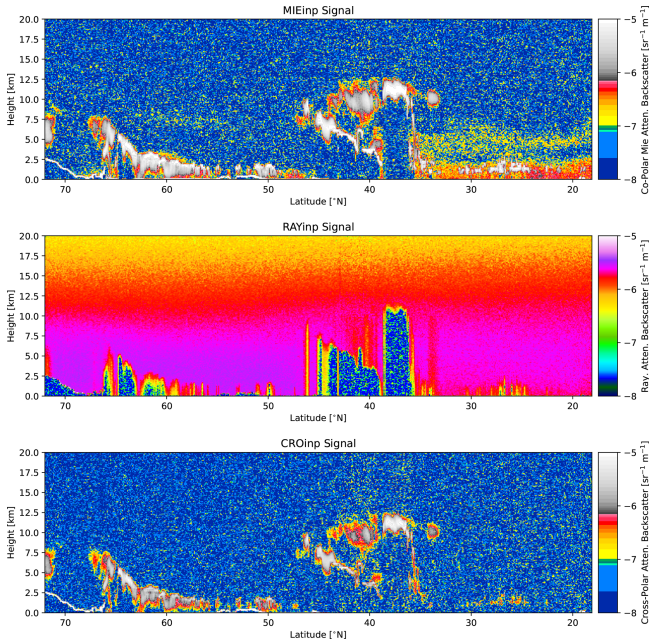 MIEinp Signal
20.0
17.5
15.0
12.5
10.0
7.5
5.0
2.5
0.0
Height [km]
70 60 50 40 30 20
Latitude [°N]
−5
−6
−7
−8
Co-Polar Mie Atten. Backscatter [sr⁻¹ m⁻¹]
RAYinp Signal
20.0
17.5
15.0
12.5
10.0
7.5
5.0
2.5
0.0
Height [km]
70 60 50 40 30 20
Latitude [°N]
−5
−6
−7
−8
Ray. Atten. Backscatter [sr⁻¹ m⁻¹]
CROinp Signal
20.0
17.5
15.0
12.5
10.0
7.5
5.0
2.5
0.0
Height [km]
70 60 50 40 30 20
Latitude [°N]
−5
−6
−7
−8
Cross-Polar Atten. Backscatter [sr⁻¹ m⁻¹]